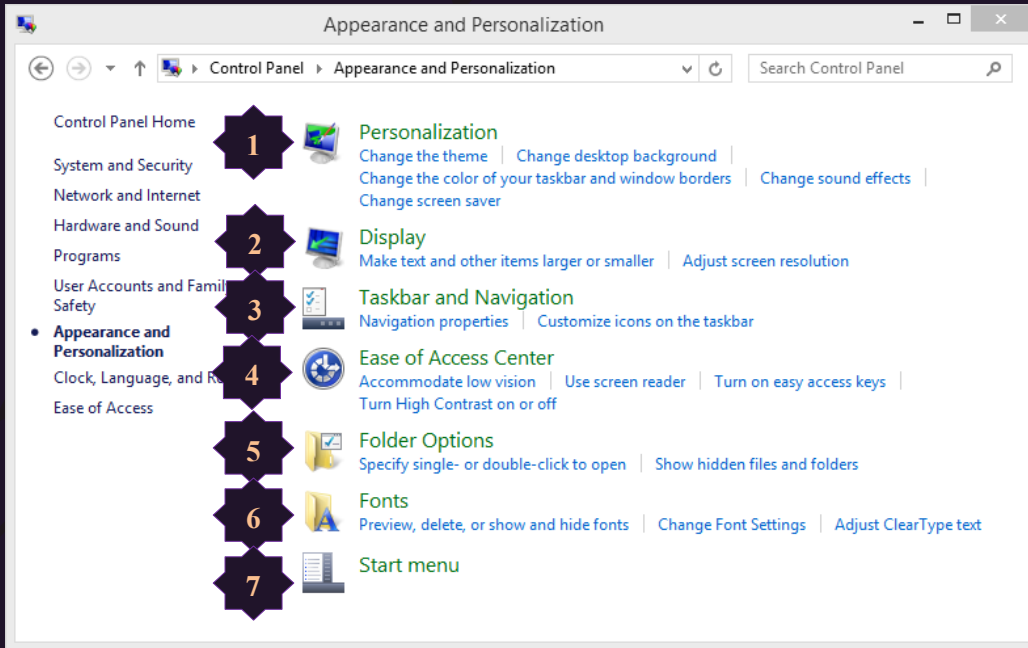 Appearance and Personalization
Control Panel Appearance and Personalization
Search Control Panel
Control Panel Home
System and Security
Network and Internet
Hardware and Sound
Programs
User Accounts and
Safety
Appearance and
Personalization
Clock, Language, and
Ease of Access
1
Personalization
Change the theme Change desktop background
Change the color of your taskbar and window borders Change sound effects
Change screen saver
2
Display
Make text and other items larger or smaller Adjust screen resolution
3
Taskbar and Navigation
Navigation properties Customize icons on the taskbar
4
Ease of Access Center
Accommodate low vision Use screen reader Turn on easy access keys
Turn High Contrast on or off
5
Folder Options
Specify single- or double-click to open Show hidden files and folders
6
Fonts
Preview, delete, or show and hide fonts Change Font Settings Adjust ClearType text
7
Start menu